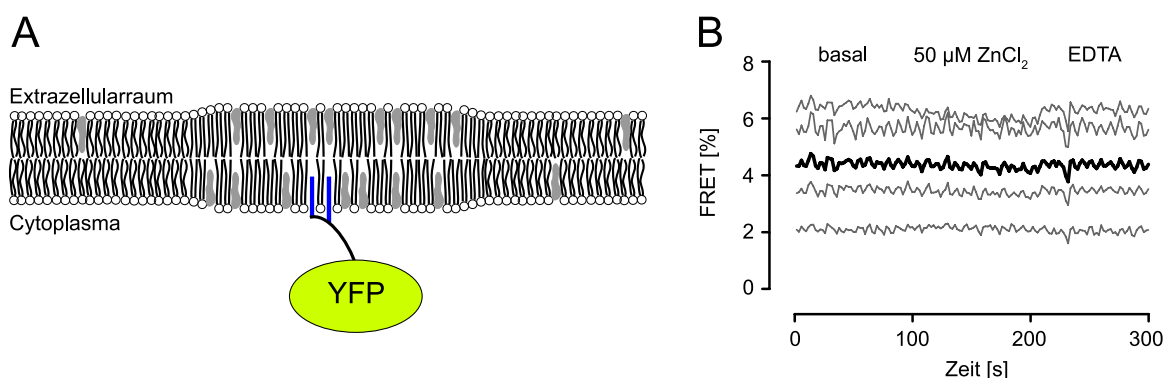 A
Extrazellularraum
Cytoplasma
YFP
B
basal 50 µM ZnCl₂ EDTA
8
6
4
2
0
FRET [%]
0 100 200 300
Zeit [s]